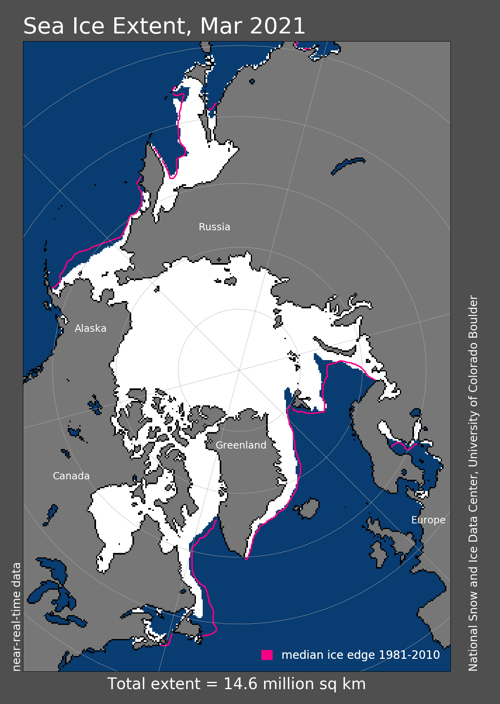 Sea Ice Extent, Mar 2021
Russia
Alaska
Greenland
Canada
Europe
near-real-time data
National Snow and Ice Data Center, University of Colorado Boulder
median ice edge 1981-2010
Total extent = 14.6 million sq km